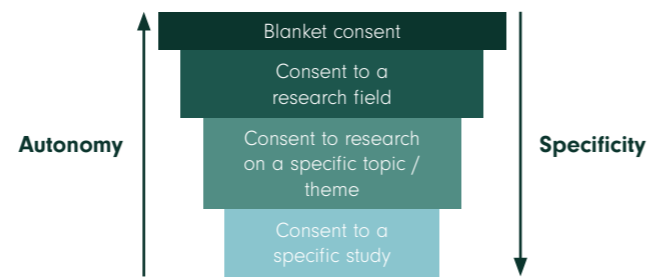 Blanket consent
Consent to a
research field
Autonomy
Consent to research
on a specific topic /
theme
Specificity
Consent to a
specific study